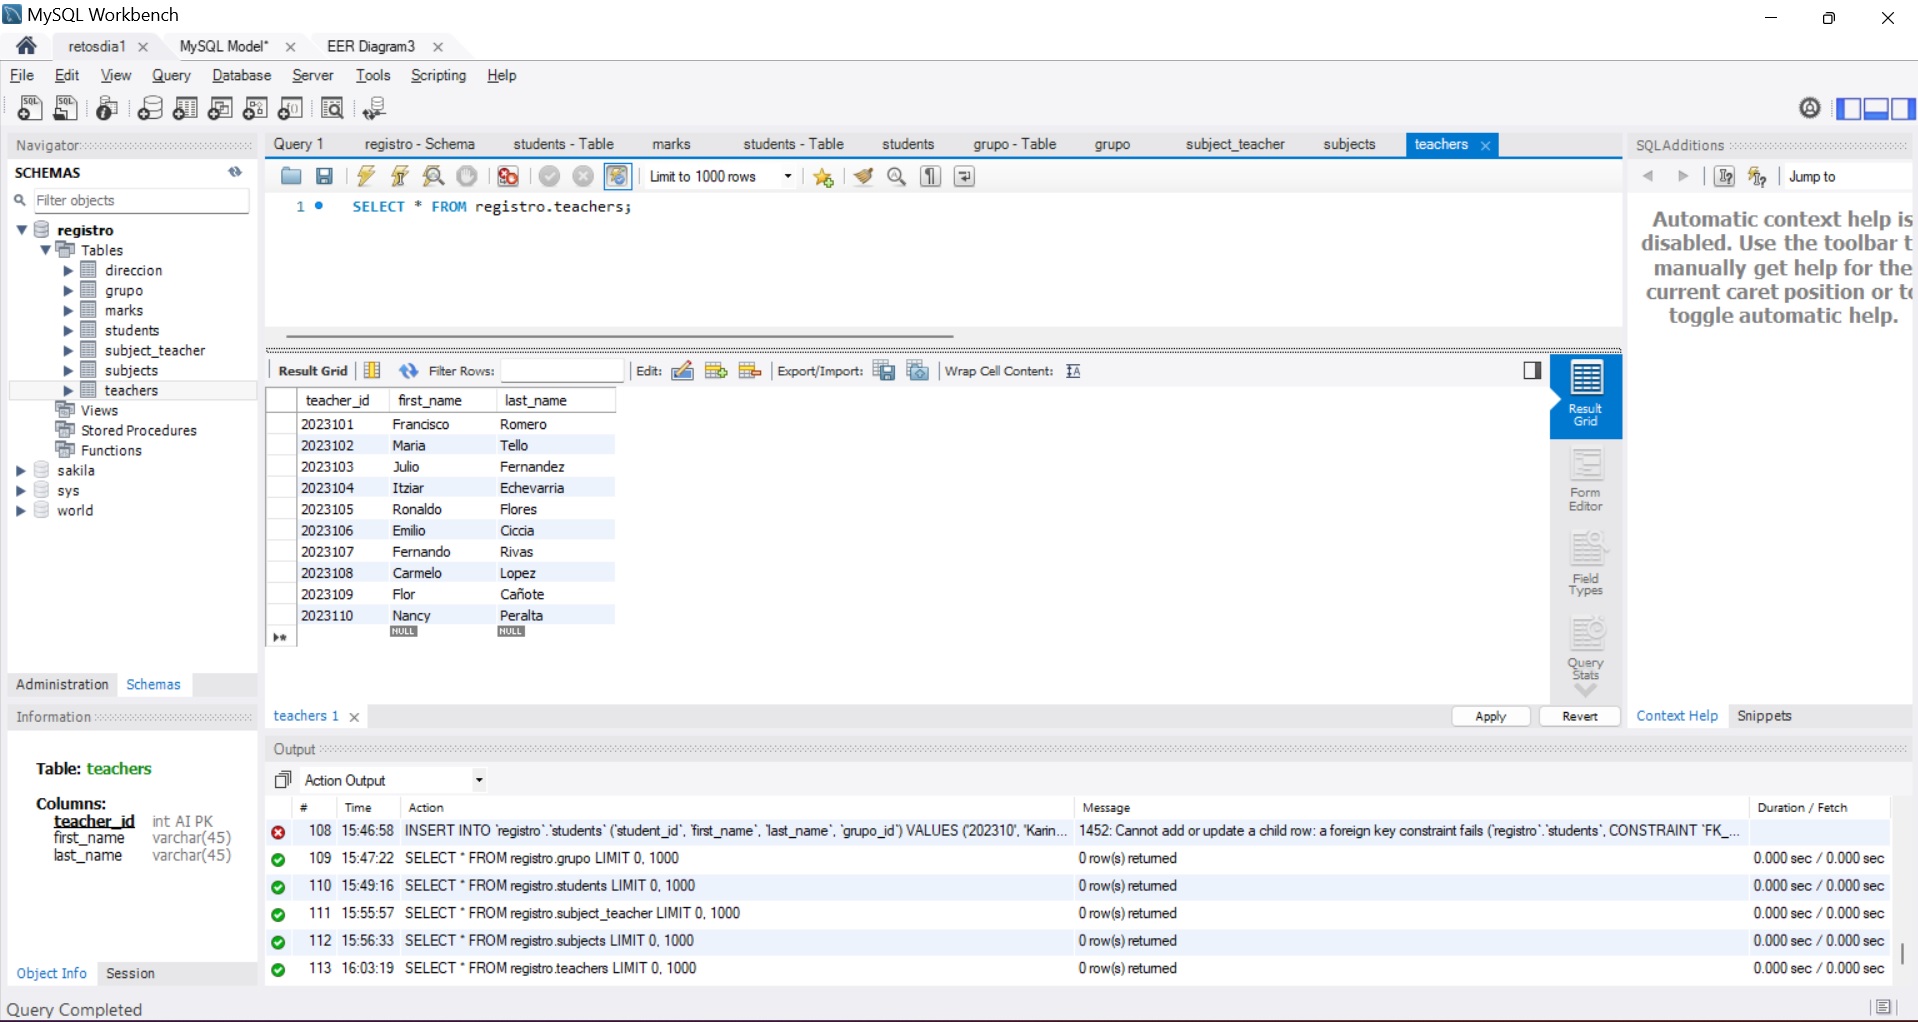 MySQL Workbench
retosdia1
MySQL Model*
EER Diagram3
File Edit View Query Database Server Tools Scripting Help
Navigator
SCHEMAS
Filter objects
registro
Tables
direccion
grupo
marks
students
subject_teacher
subjects
teachers
Views
Stored Procedures
Functions
sakila
sys
world
Administration Schemas
Information
Table: teachers
Columns:
teacher_id int AI PK
first_name varchar(45)
last_name varchar(45)
Object Info Session
Query 1 registro - Schema students - Table marks students - Table students grupo - Table grupo subject_teacher subjects teachers
Limit to 1000 rows
1 SELECT * FROM registro.teachers;
Result Grid Filter Rows: Edit: Export/Import: Wrap Cell Content:
teacher_id first_name last_name
2023101 Francisco Romero
2023102 Maria Tello
2023103 Julio Fernandez
2023104 Itziar Echevarria
2023105 Ronaldo Flores
2023106 Emilio Ciccia
2023107 Fernando Rivas
2023108 Carmelo Lopez
2023109 Flor Cañote
2023110 Nancy Peralta
NULL NULL
Result
Grid
Form
Editor
Field
Types
Query
Stats
teachers 1
Apply Revert
SQLAdditions
Jump to
Automatic context help is
disabled. Use the toolbar t
manually get help for the
current caret position or to
toggle automatic help.
Context Help Snippets
Output
Action Output
# Time Action Message Duration / Fetch
108 15:46:58 INSERT INTO `registro`.`students` (`student_id`, `first_name`, `last_name`, `grupo_id`) VALUES ('202310', 'Karin... 1452: Cannot add or update a child row: a foreign key constraint fails (`registro`.`students`, CONSTRAINT `FK_...
109 15:47:22 SELECT * FROM registro.grupo LIMIT 0, 1000 0 row(s) returned 0.000 sec / 0.000 sec
110 15:49:16 SELECT * FROM registro.students LIMIT 0, 1000 0 row(s) returned 0.000 sec / 0.000 sec
111 15:55:57 SELECT * FROM registro.subject_teacher LIMIT 0, 1000 0 row(s) returned 0.000 sec / 0.000 sec
112 15:56:33 SELECT * FROM registro.subjects LIMIT 0, 1000 0 row(s) returned 0.000 sec / 0.000 sec
113 16:03:19 SELECT * FROM registro.teachers LIMIT 0, 1000 0 row(s) returned 0.000 sec / 0.000 sec
Query Completed